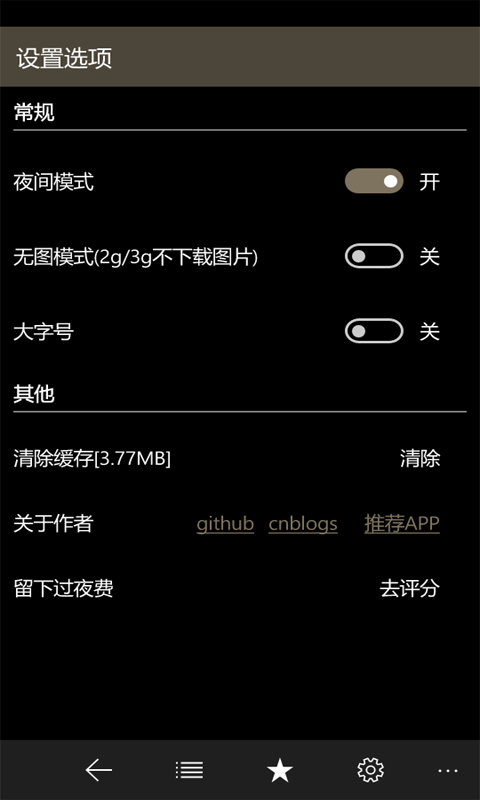 设置选项
常规
夜间模式 开
无图模式(2g/3g不下载图片) 关
大字号 关
其他
清除缓存[3.77MB] 清除
关于作者 github cnblogs 推荐APP
留下过夜费 去评分